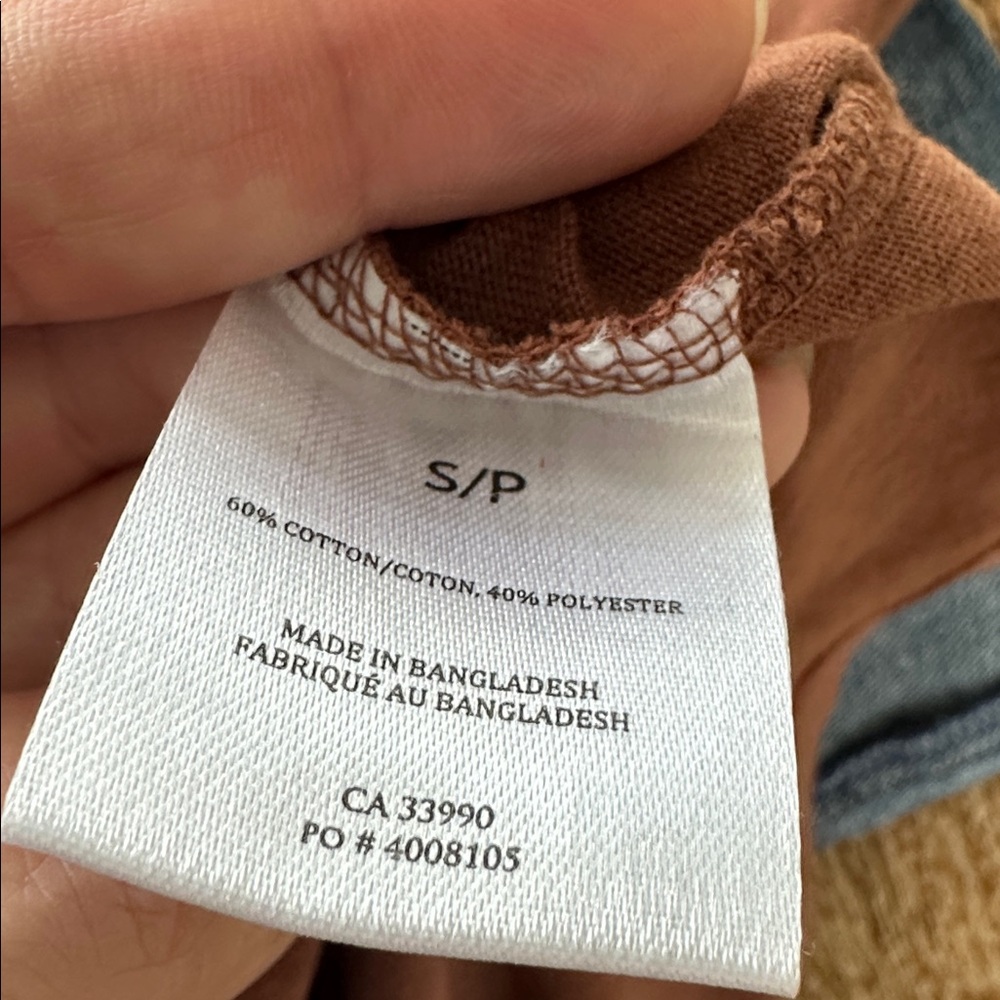 S/P
60% COTTON/COTON, 40% POLYESTER
MADE IN BANGLADESH
FABRIQUÉ AU BANGLADESH
CA 33990
PO # 4008105